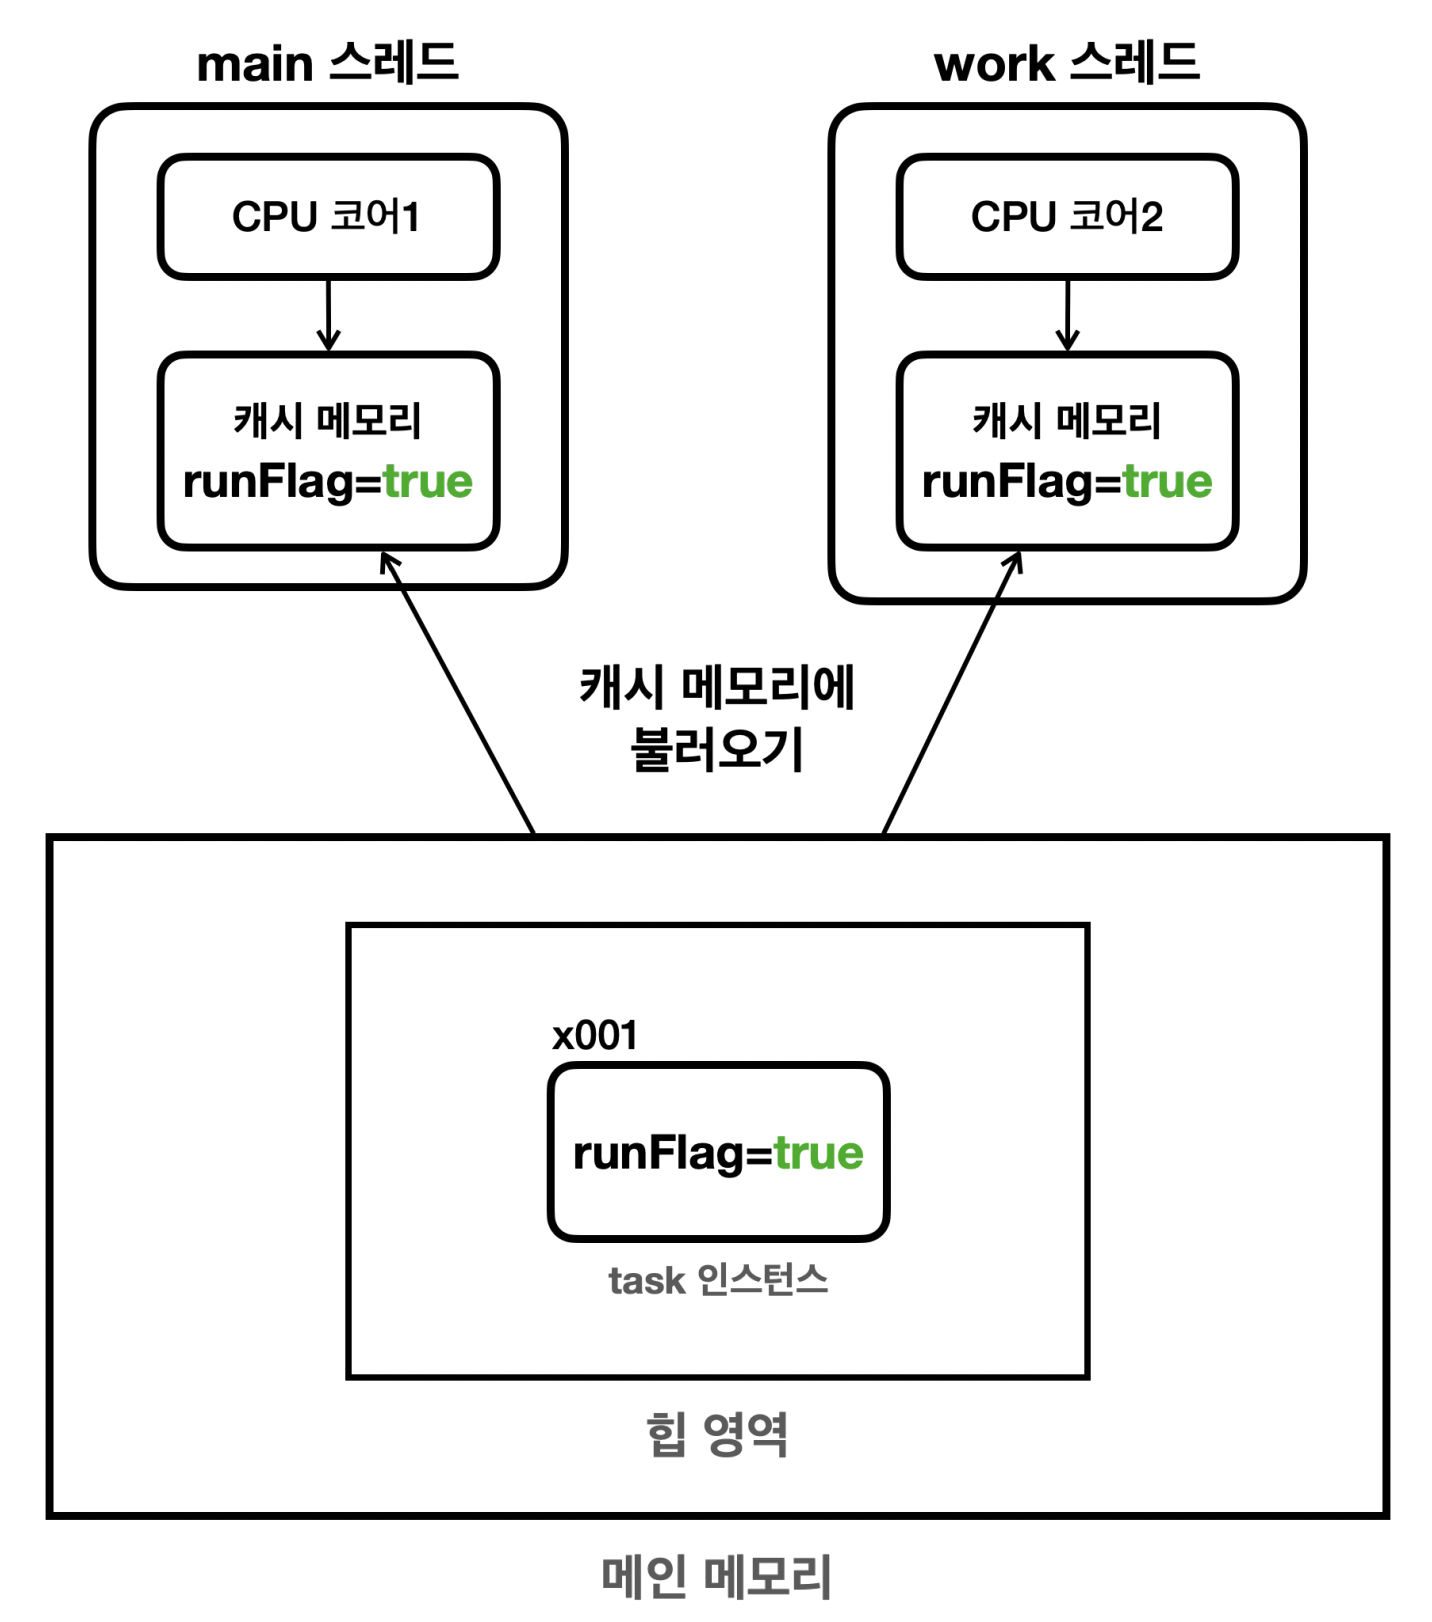 main 스레드
work 스레드
CPU 코어1
CPU 코어2
캐시 메모리
runFlag=true
캐시 메모리
runFlag=true
캐시 메모리에
불러오기
x001
runFlag=true
task 인스턴스
힙 영역
메인 메모리